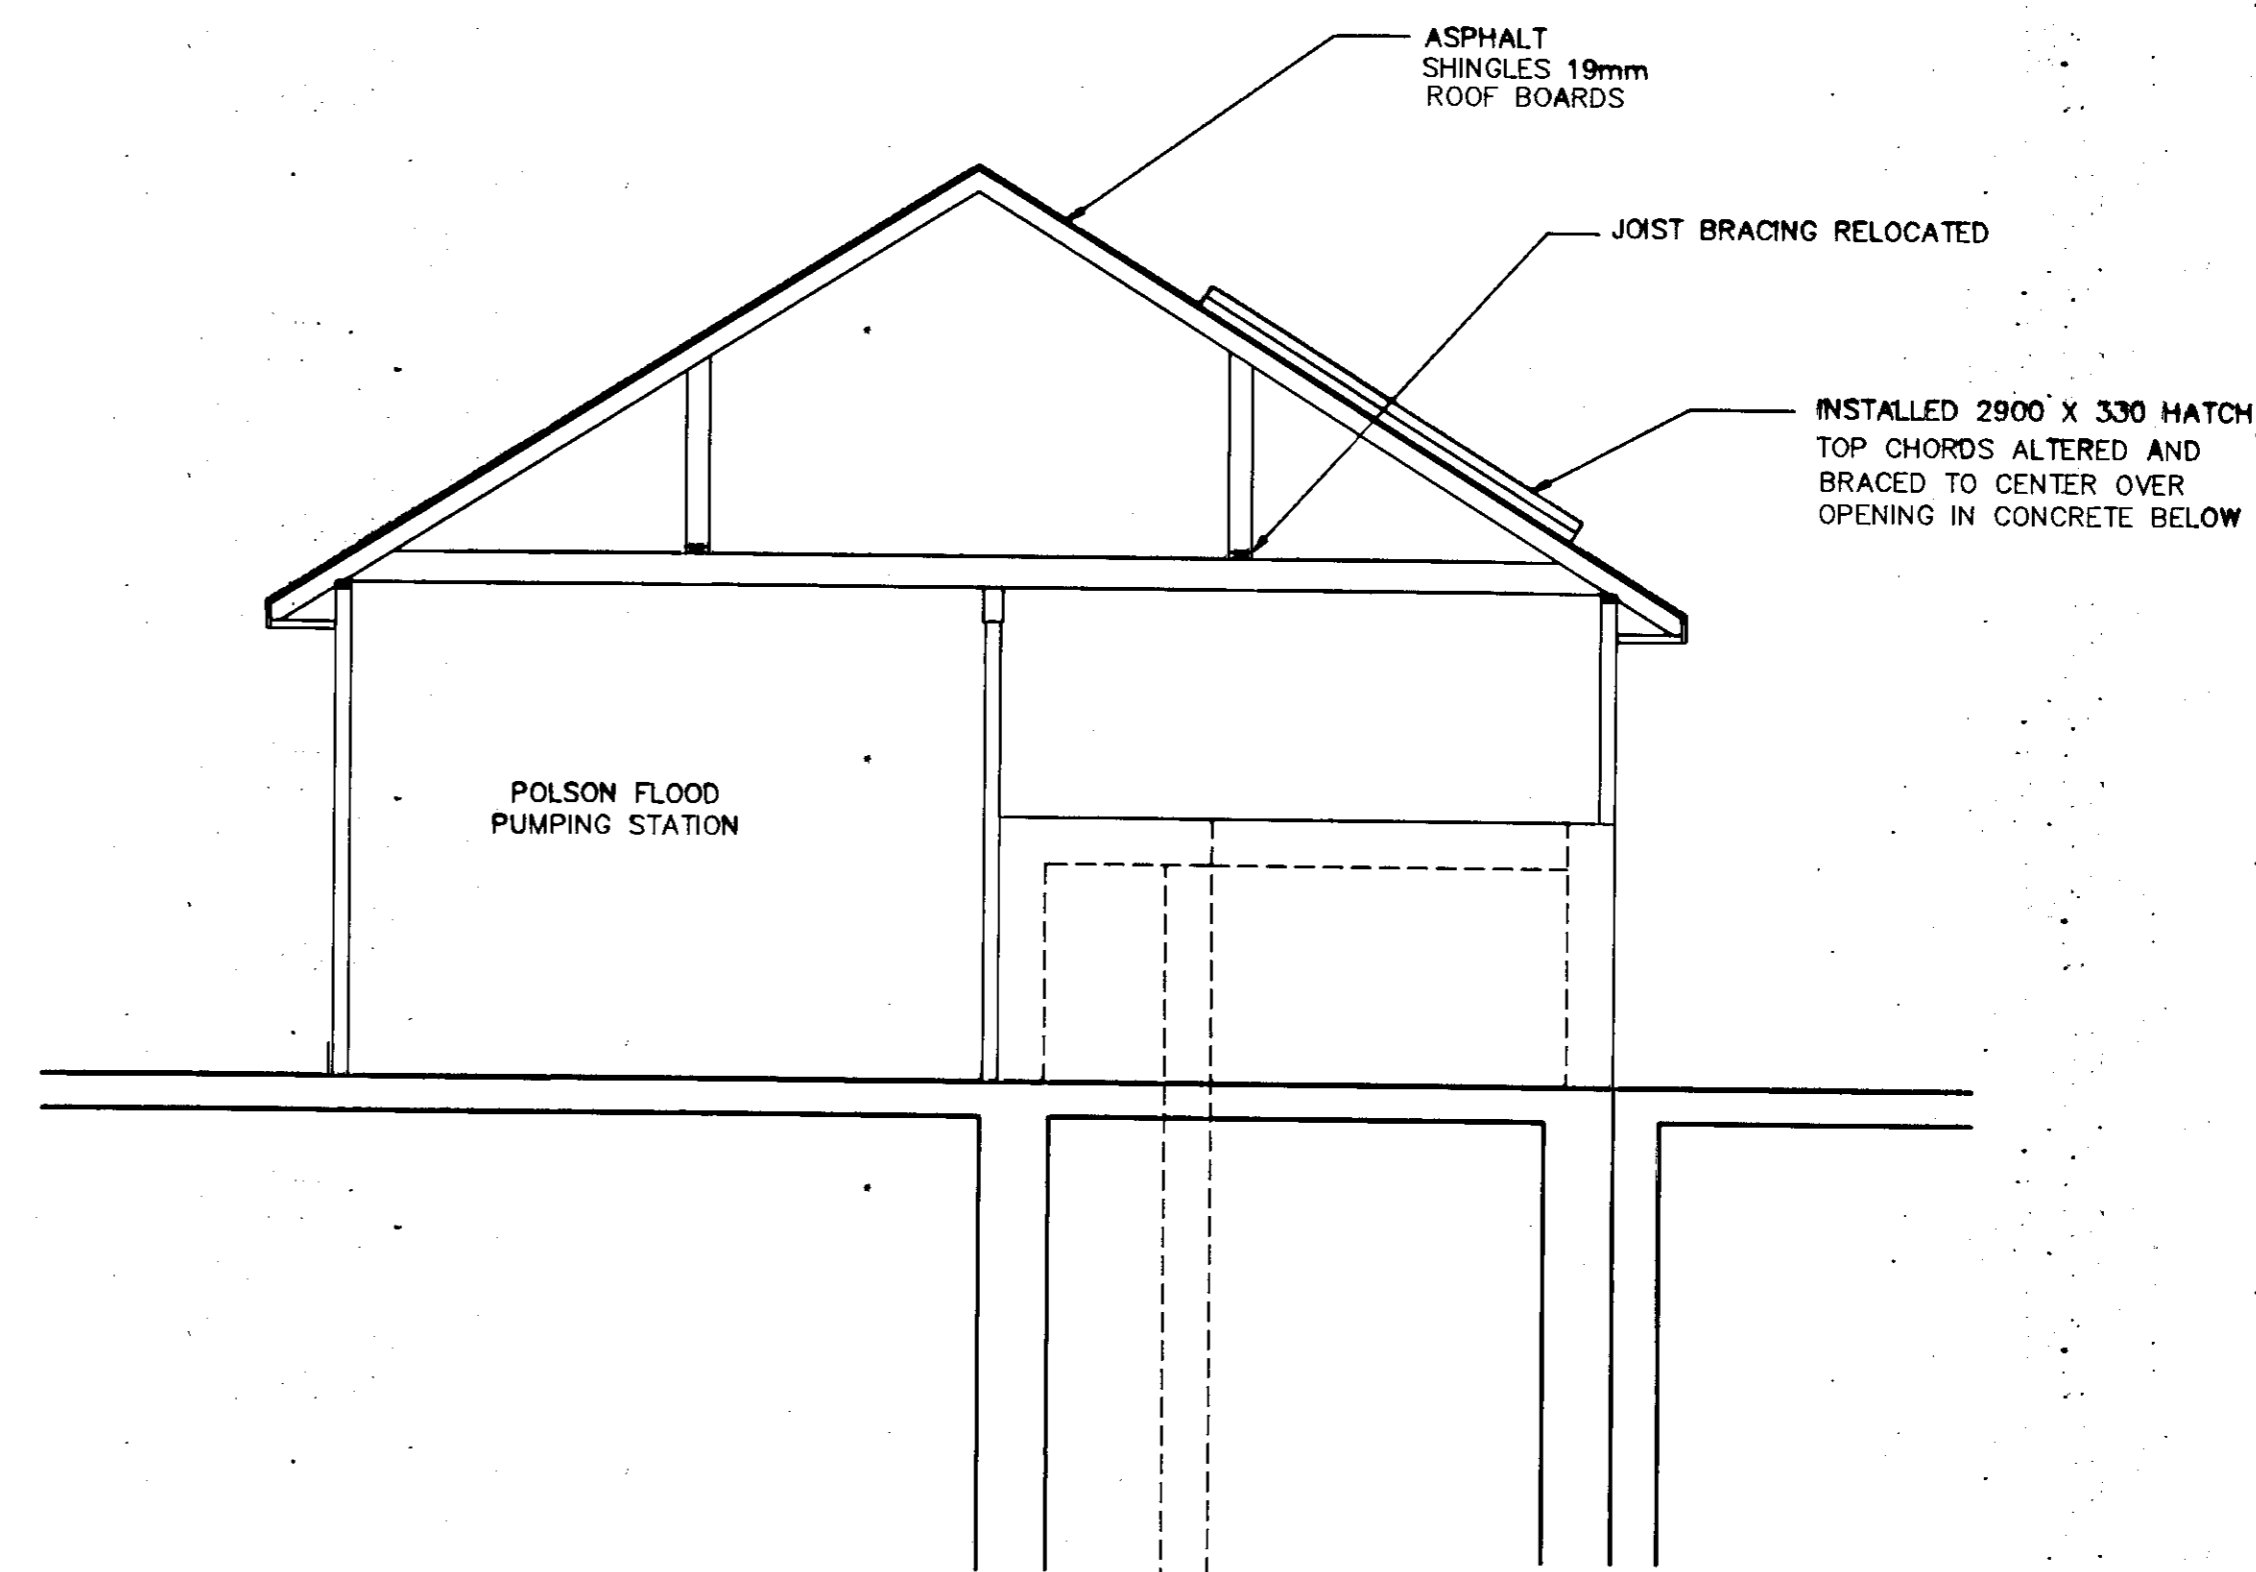 ASPHALT
SHINGLES 19mm
ROOF BOARDS
JOIST BRACING RELOCATED
INSTALLED 2900 X 330 HATCH
TOP CHORDS ALTERED AND
BRACED TO CENTER OVER
OPENING IN CONCRETE BELOW
POLSON FLOOD
PUMPING STATION